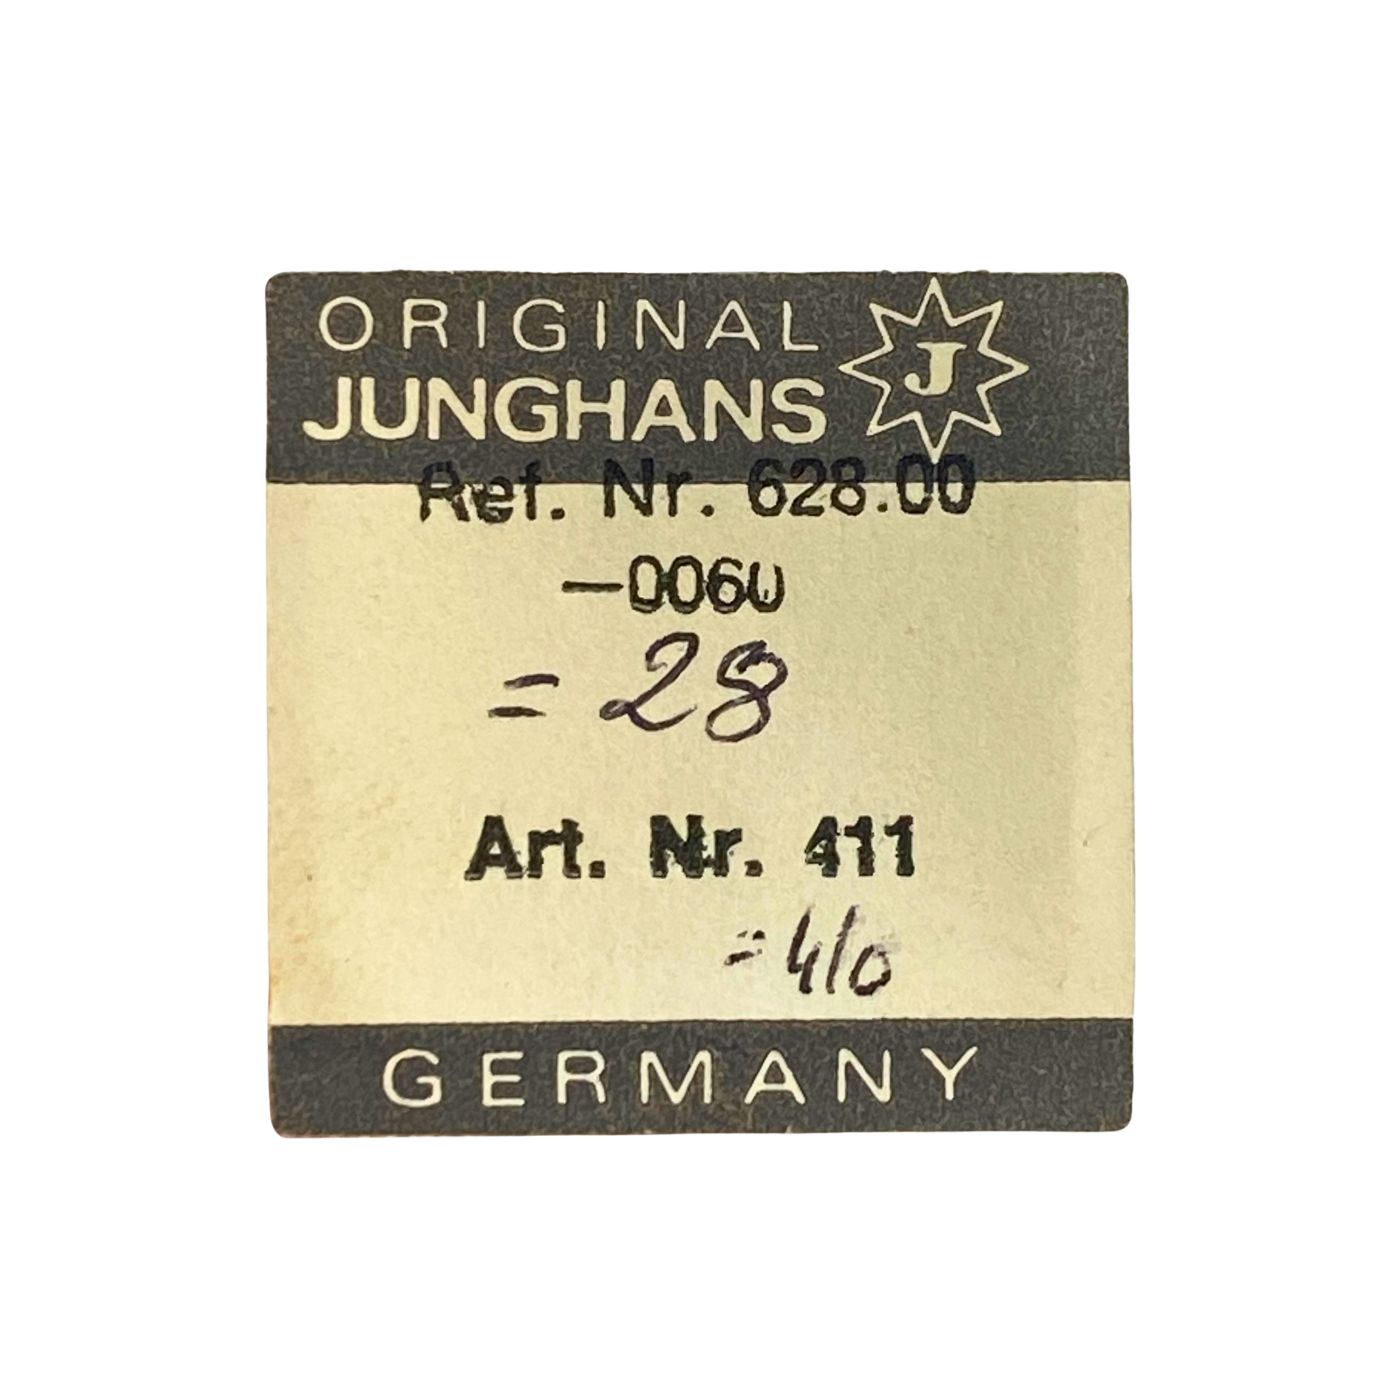 ORIGINAL
JUNGHANS J
Ref. Nr. 628.00
—0060
= 28
Art. Nr. 411
= 410
GERMANY